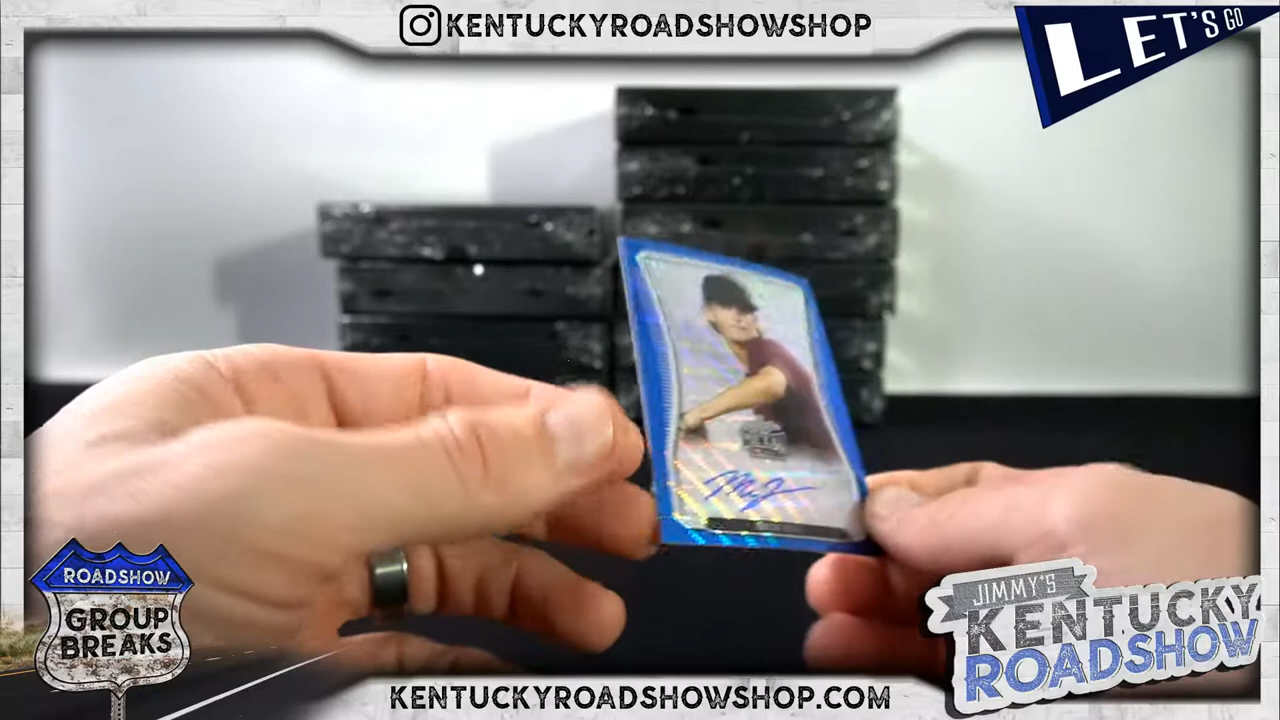 KENTUCKYROADSHOWSHOP
LET'S GO
ROADSHOW
GROUP
BREAKS
JIMMY'S
KENTUCKY
ROADSHOW
KENTUCKYROADSHOWSHOP.COM